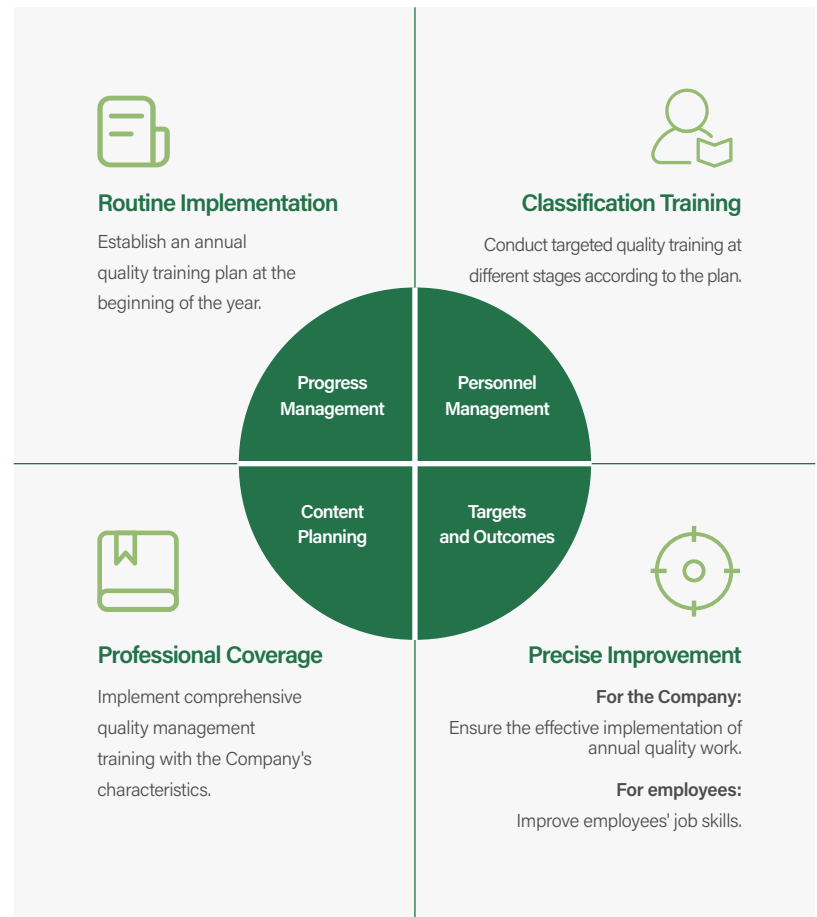 Routine Implementation
Establish an annual
quality training plan at the
beginning of the year.
Classification Training
Conduct targeted quality training at
different stages according to the plan.
Progress
Management
Personnel
Management
Content
Planning
Targets
and Outcomes
Professional Coverage
Implement comprehensive
quality management
training with the Company's
characteristics.
Precise Improvement
For the Company:
Ensure the effective implementation of
annual quality work.
For employees:
Improve employees' job skills.